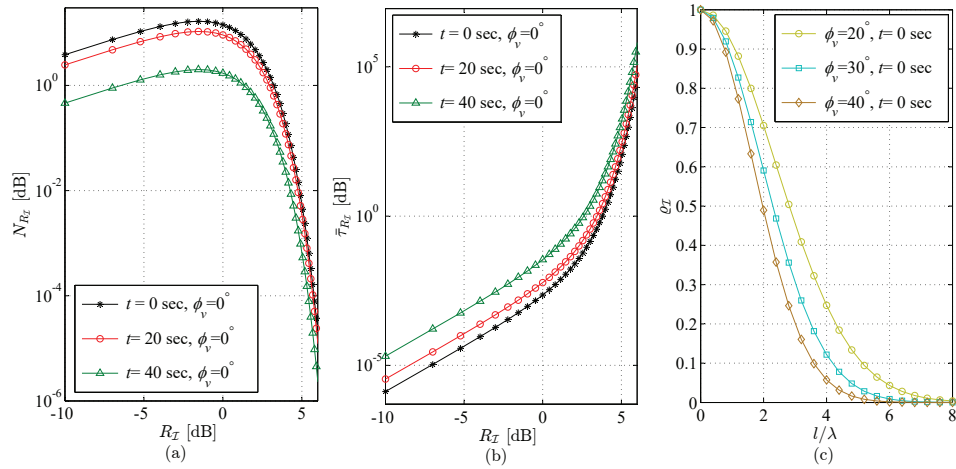 10^0
10^-2
10^-4
10^-6
N_{R_ℐ} [dB]
t = 0 sec, ϕ_v=0°
t= 20 sec, ϕ_v=0°
t= 40 sec, ϕ_v=0°
-10 -5 0 5
R_ℐ [dB]
(a)
10^5
10^0
10^-5
τ̄_{R_ℐ} [dB]
t = 0 sec, ϕ_v=0°
t= 20 sec, ϕ_v=0°
t= 40 sec, ϕ_v=0°
-10 -5 0 5
R_ℐ [dB]
(b)
1
0.9
0.8
0.7
0.6
0.5
0.4
0.3
0.2
0.1
0
ϱ_ℐ
ϕ_v=20°, t= 0 sec
ϕ_v=30°, t= 0 sec
ϕ_v=40°, t= 0 sec
0 2 4 6 8
l/λ
(c)